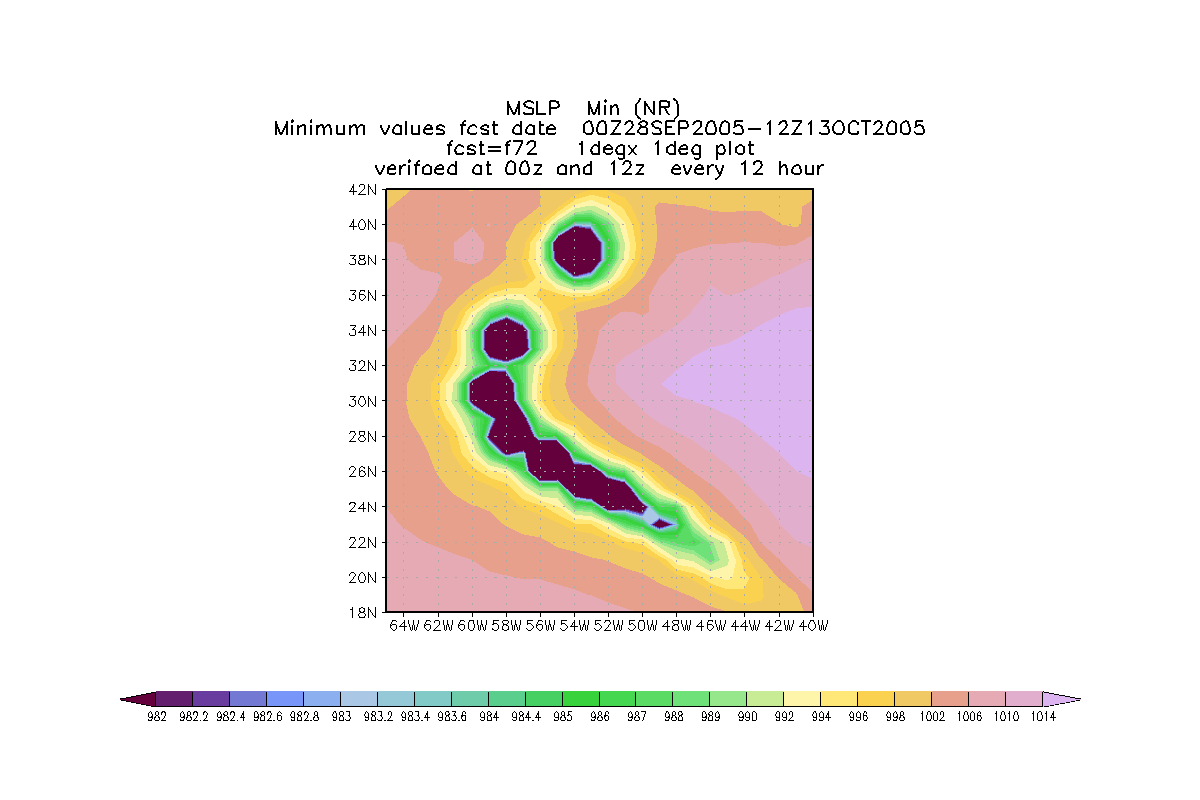 MSLP Min (NR)
Minimum values fcst date 00Z28SEP2005-12Z13OCT2005
fcst=f72 1degx 1deg plot
verifaed at 00z and 12z every 12 hour
42N
40N
38N
36N
34N
32N
30N
28N
26N
24N
22N
20N
18N
64W 62W 60W 58W 56W 54W 52W 50W 48W 46W 44W 42W 40W
982 982.2 982.4 982.6 982.8 983 983.2 983.4 983.6 984 984.4 985 986 987 988 989 990 992 994 996 998 1002 1006 1010 1014